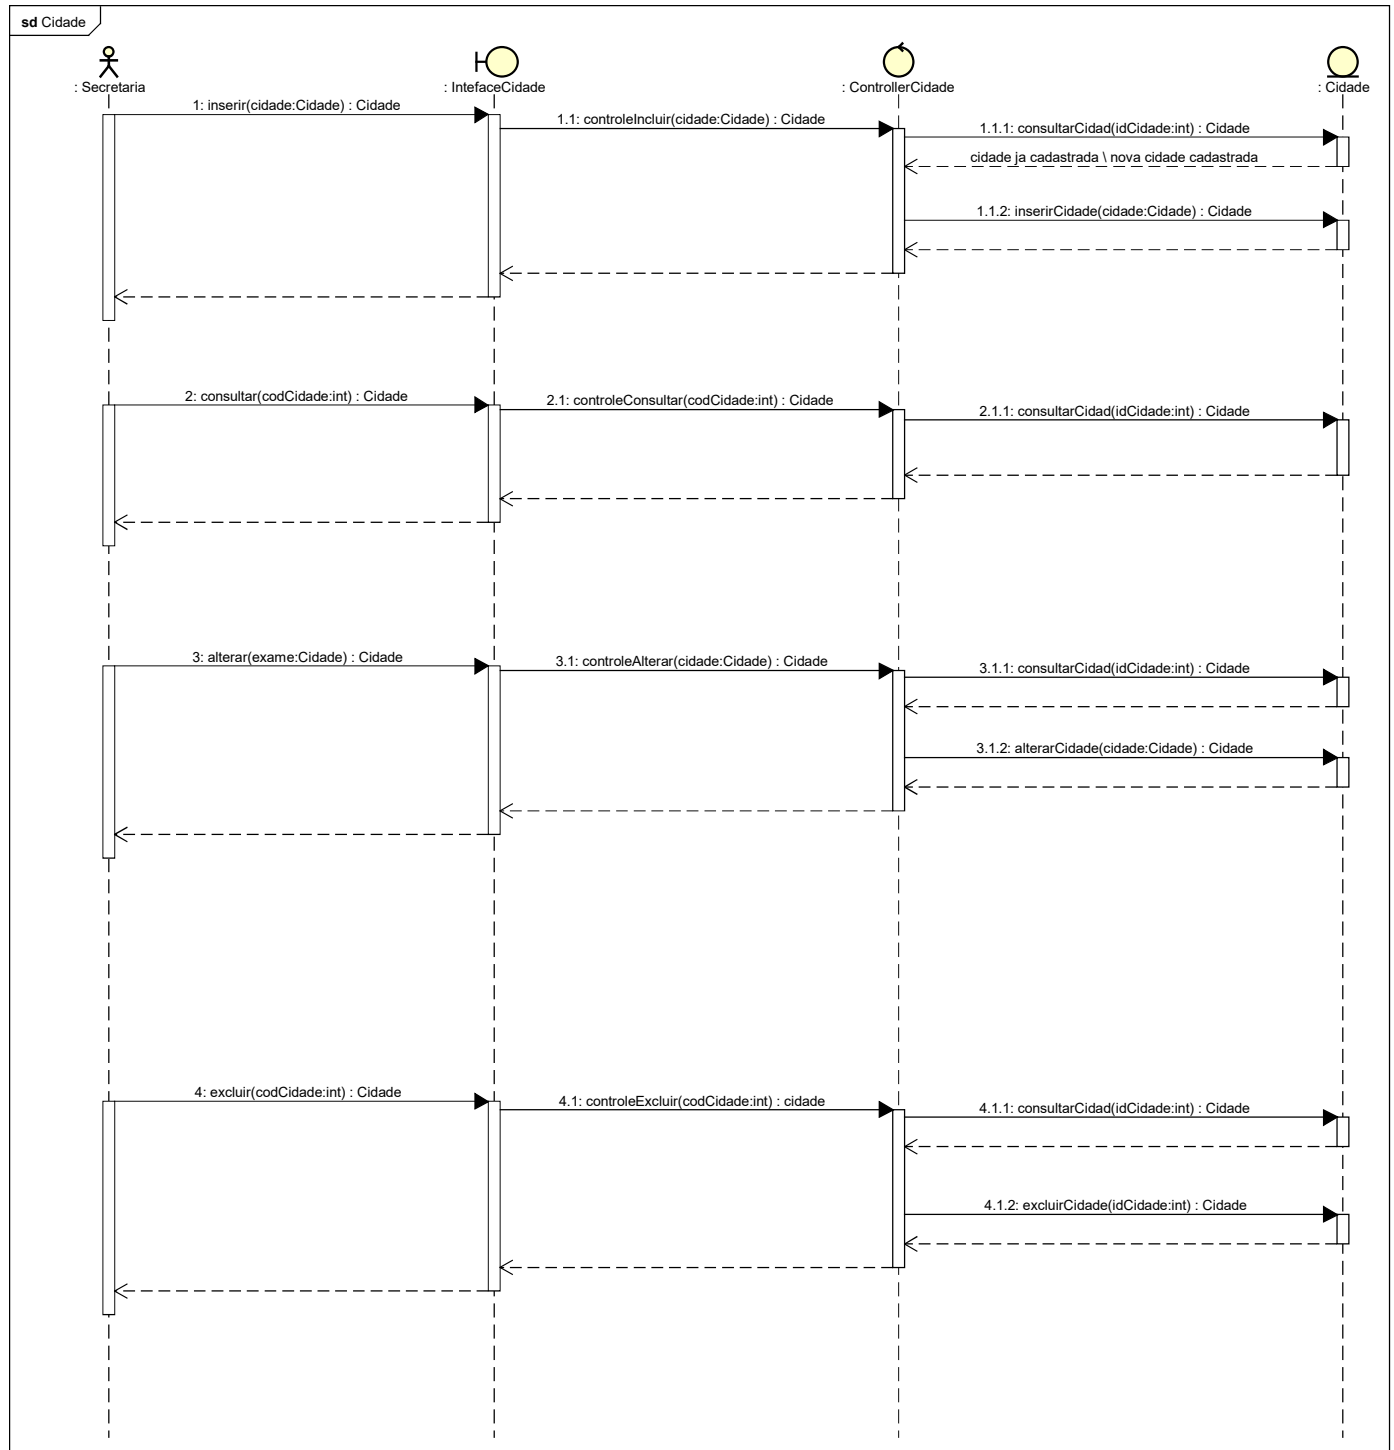 sd Cidade
: Secretaria
: IntefaceCidade
: ControllerCidade
: Cidade
1: inserir(cidade:Cidade) : Cidade
1.1: controleIncluir(cidade:Cidade) : Cidade
1.1.1: consultarCidad(idCidade:int) : Cidade
cidade ja cadastrada \ nova cidade cadastrada
1.1.2: inserirCidade(cidade:Cidade) : Cidade
2: consultar(codCidade:int) : Cidade
2.1: controleConsultar(codCidade:int) : Cidade
2.1.1: consultarCidad(idCidade:int) : Cidade
3: alterar(exame:Cidade) : Cidade
3.1: controleAlterar(cidade:Cidade) : Cidade
3.1.1: consultarCidad(idCidade:int) : Cidade
3.1.2: alterarCidade(cidade:Cidade) : Cidade
4: excluir(codCidade:int) : Cidade
4.1: controleExcluir(codCidade:int) : cidade
4.1.1: consultarCidad(idCidade:int) : Cidade
4.1.2: excluirCidade(idCidade:int) : Cidade